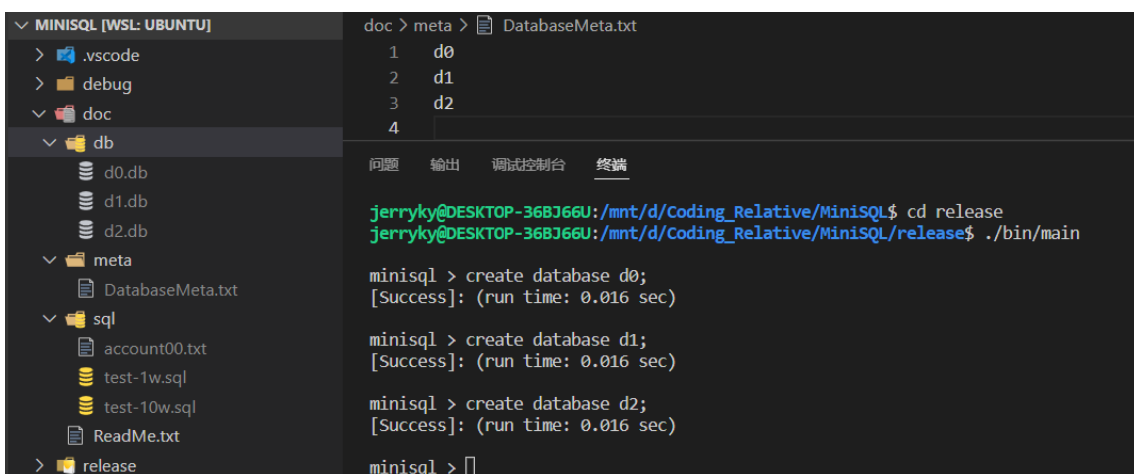 MINISQL [WSL: UBUNTU]
.vscode
debug
doc
db
d0.db
d1.db
d2.db
meta
DatabaseMeta.txt
sql
account00.txt
test-1w.sql
test-10w.sql
ReadMe.txt
release
doc > meta > DatabaseMeta.txt
1 d0
2 d1
3 d2
4
问题 输出 调试控制台 终端
jerryky@DESKTOP-36BJ66U:/mnt/d/Coding_Relative/MiniSQL$ cd release
jerryky@DESKTOP-36BJ66U:/mnt/d/Coding_Relative/MiniSQL/release$ ./bin/main
minisql > create database d0;
[Success]: (run time: 0.016 sec)
minisql > create database d1;
[Success]: (run time: 0.016 sec)
minisql > create database d2;
[Success]: (run time: 0.016 sec)
minisql >